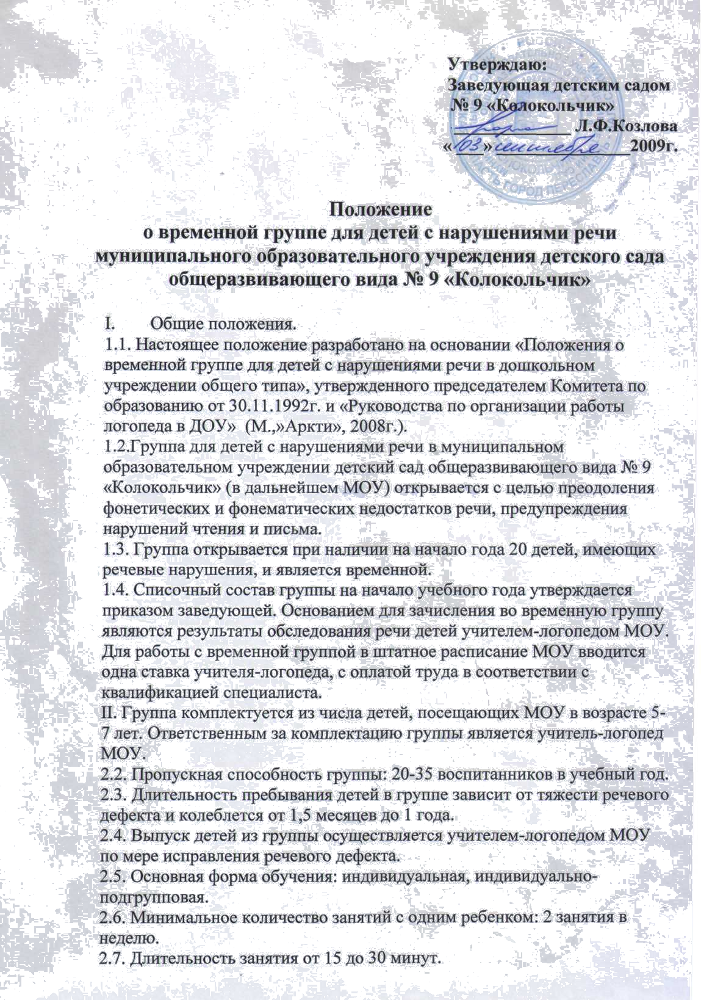 Утверждаю:
Заведующая детским садом
№ 9 «Колокольчик»
______________ Л.Ф.Козлова
«03» сентября 2009г.
Положение
о временной группе для детей с нарушениями речи
муниципального образовательного учреждения детского сада
общеразвивающего вида № 9 «Колокольчик»
I. Общие положения.
1.1. Настоящее положение разработано на основании «Положения о
временной группе для детей с нарушениями речи в дошкольном
учреждении общего типа», утвержденного председателем Комитета по
образованию от 30.11.1992г. и «Руководства по организации работы
логопеда в ДОУ» (М.,»Аркти», 2008г.).
1.2.Группа для детей с нарушениями речи в муниципальном
образовательном учреждении детский сад общеразвивающего вида № 9
«Колокольчик» (в дальнейшем МОУ) открывается с целью преодоления
фонетических и фонематических недостатков речи, предупреждения
нарушений чтения и письма.
1.3. Группа открывается при наличии на начало года 20 детей, имеющих
речевые нарушения, и является временной.
1.4. Списочный состав группы на начало учебного года утверждается
приказом заведующей. Основанием для зачисления во временную группу
являются результаты обследования речи детей учителем-логопедом МОУ.
Для работы с временной группой в штатное расписание МОУ вводится
одна ставка учителя-логопеда, с оплатой труда в соответствии с
квалификацией специалиста.
II. Группа комплектуется из числа детей, посещающих МОУ в возрасте 5-
7 лет. Ответственным за комплектацию группы является учитель-логопед
МОУ.
2.2. Пропускная способность группы: 20-35 воспитанников в учебный год.
2.3. Длительность пребывания детей в группе зависит от тяжести речевого
дефекта и колеблется от 1,5 месяцев до 1 года.
2.4. Выпуск детей из группы осуществляется учителем-логопедом МОУ
по мере исправления речевого дефекта.
2.5. Основная форма обучения: индивидуальная, индивидуально-
подгрупповая.
2.6. Минимальное количество занятий с одним ребенком: 2 занятия в
неделю.
2.7. Длительность занятия от 15 до 30 минут.
ГОРОД